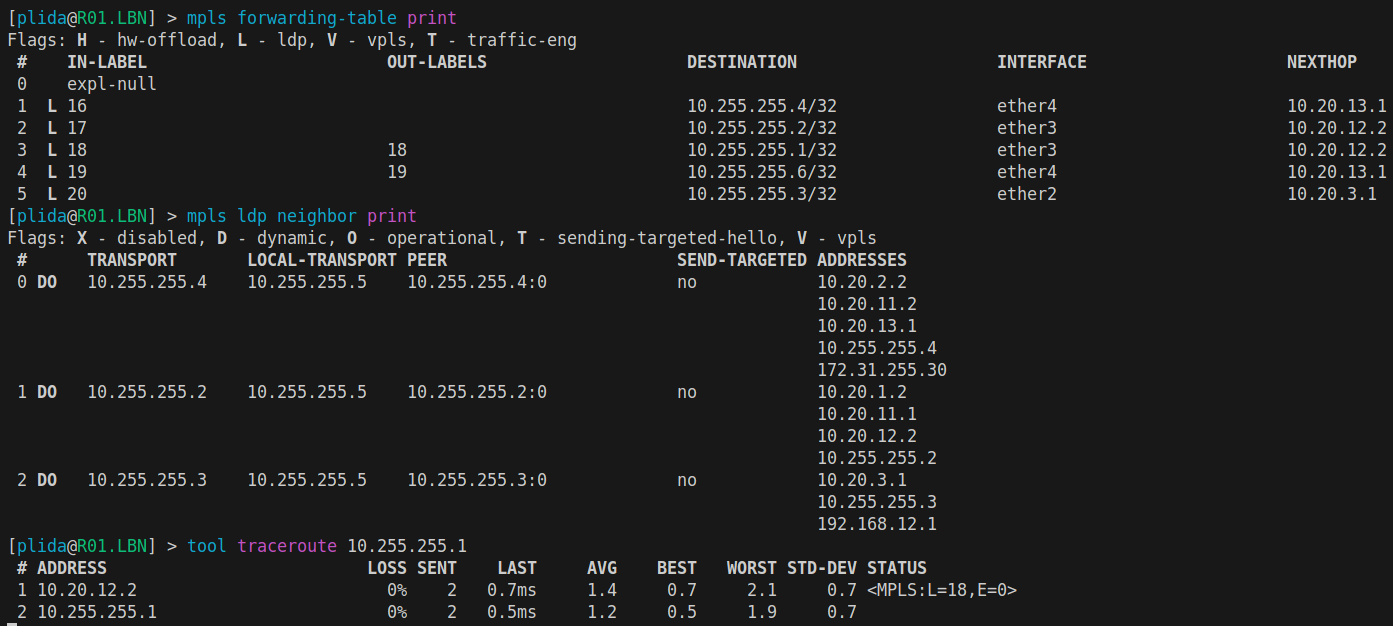 [plida@R01.LBN] > mpls forwarding-table print
Flags: H - hw-offload, L - ldp, V - vpls, T - traffic-eng
# IN-LABEL OUT-LABELS DESTINATION INTERFACE NEXTHOP
0 expl-null
1 L 16 10.255.255.4/32 ether4 10.20.13.1
2 L 17 10.255.255.2/32 ether3 10.20.12.2
3 L 18 18 10.255.255.1/32 ether3 10.20.12.2
4 L 19 19 10.255.255.6/32 ether4 10.20.13.1
5 L 20 10.255.255.3/32 ether2 10.20.3.1
[plida@R01.LBN] > mpls ldp neighbor print
Flags: X - disabled, D - dynamic, O - operational, T - sending-targeted-hello, V - vpls
# TRANSPORT LOCAL-TRANSPORT PEER SEND-TARGETED ADDRESSES
0 DO 10.255.255.4 10.255.255.5 10.255.255.4:0 no 10.20.2.2
10.20.11.2
10.20.13.1
10.255.255.4
172.31.255.30
1 DO 10.255.255.2 10.255.255.5 10.255.255.2:0 no 10.20.1.2
10.20.11.1
10.20.12.2
10.255.255.2
2 DO 10.255.255.3 10.255.255.5 10.255.255.3:0 no 10.20.3.1
10.255.255.3
192.168.12.1
[plida@R01.LBN] > tool traceroute 10.255.255.1
# ADDRESS LOSS SENT LAST AVG BEST WORST STD-DEV STATUS
1 10.20.12.2 0% 2 0.7ms 1.4 0.7 2.1 0.7 <MPLS:L=18,E=0>
2 10.255.255.1 0% 2 0.5ms 1.2 0.5 1.9 0.7